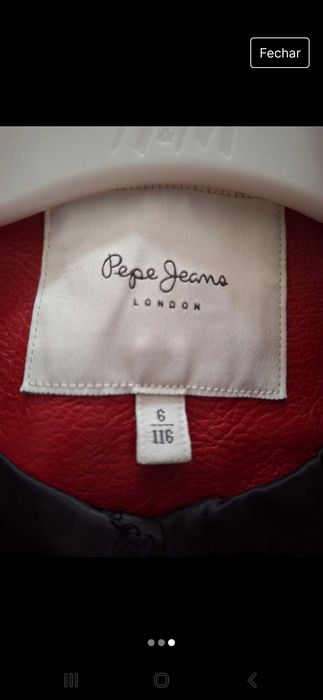 Fechar
H&M
Pepe Jeans
LONDON
6
116